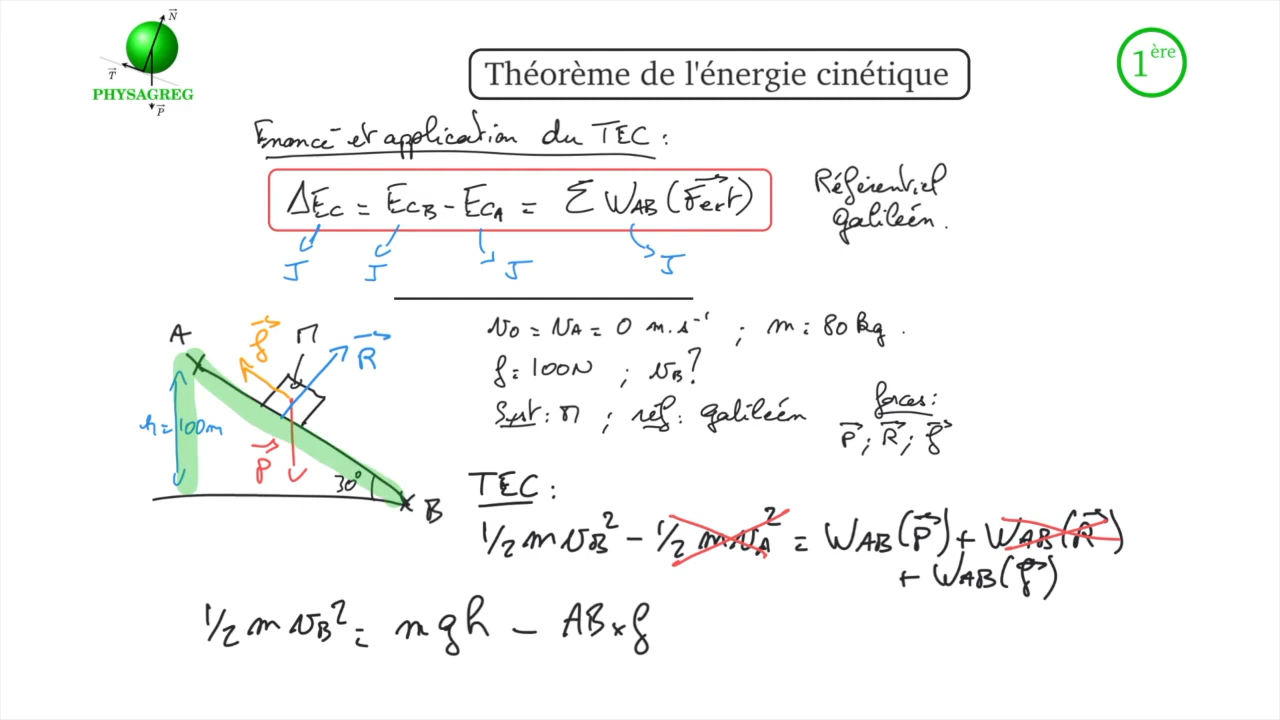 N
T
PHYSAGREG
P
Théorème de l'énergie cinétique
1ère
Enoncé et application du TEC :
ΔEc = EcB - EcA = Σ WAB (Fext)
Référentiel
galiléen.
J J J J
v0 = vA = 0 m.s⁻¹ ; m = 80 kg.
f = 100N ; vB ?
Syst : M ; réf : galiléen
forces :
P ; R ; f
A
f
M
R
h = 100m
P
30°
B
TEC :
1/2 m vB² - 1/2 m vA² = WAB (P) + WAB (R)
+ WAB (f)
1/2 m vB² = mgh - AB × f